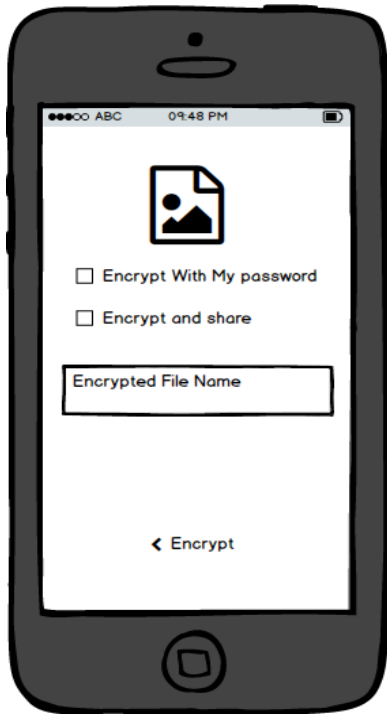 ABC 09:48 PM
Encrypt With My password
Encrypt and share
Encrypted File Name
Encrypt